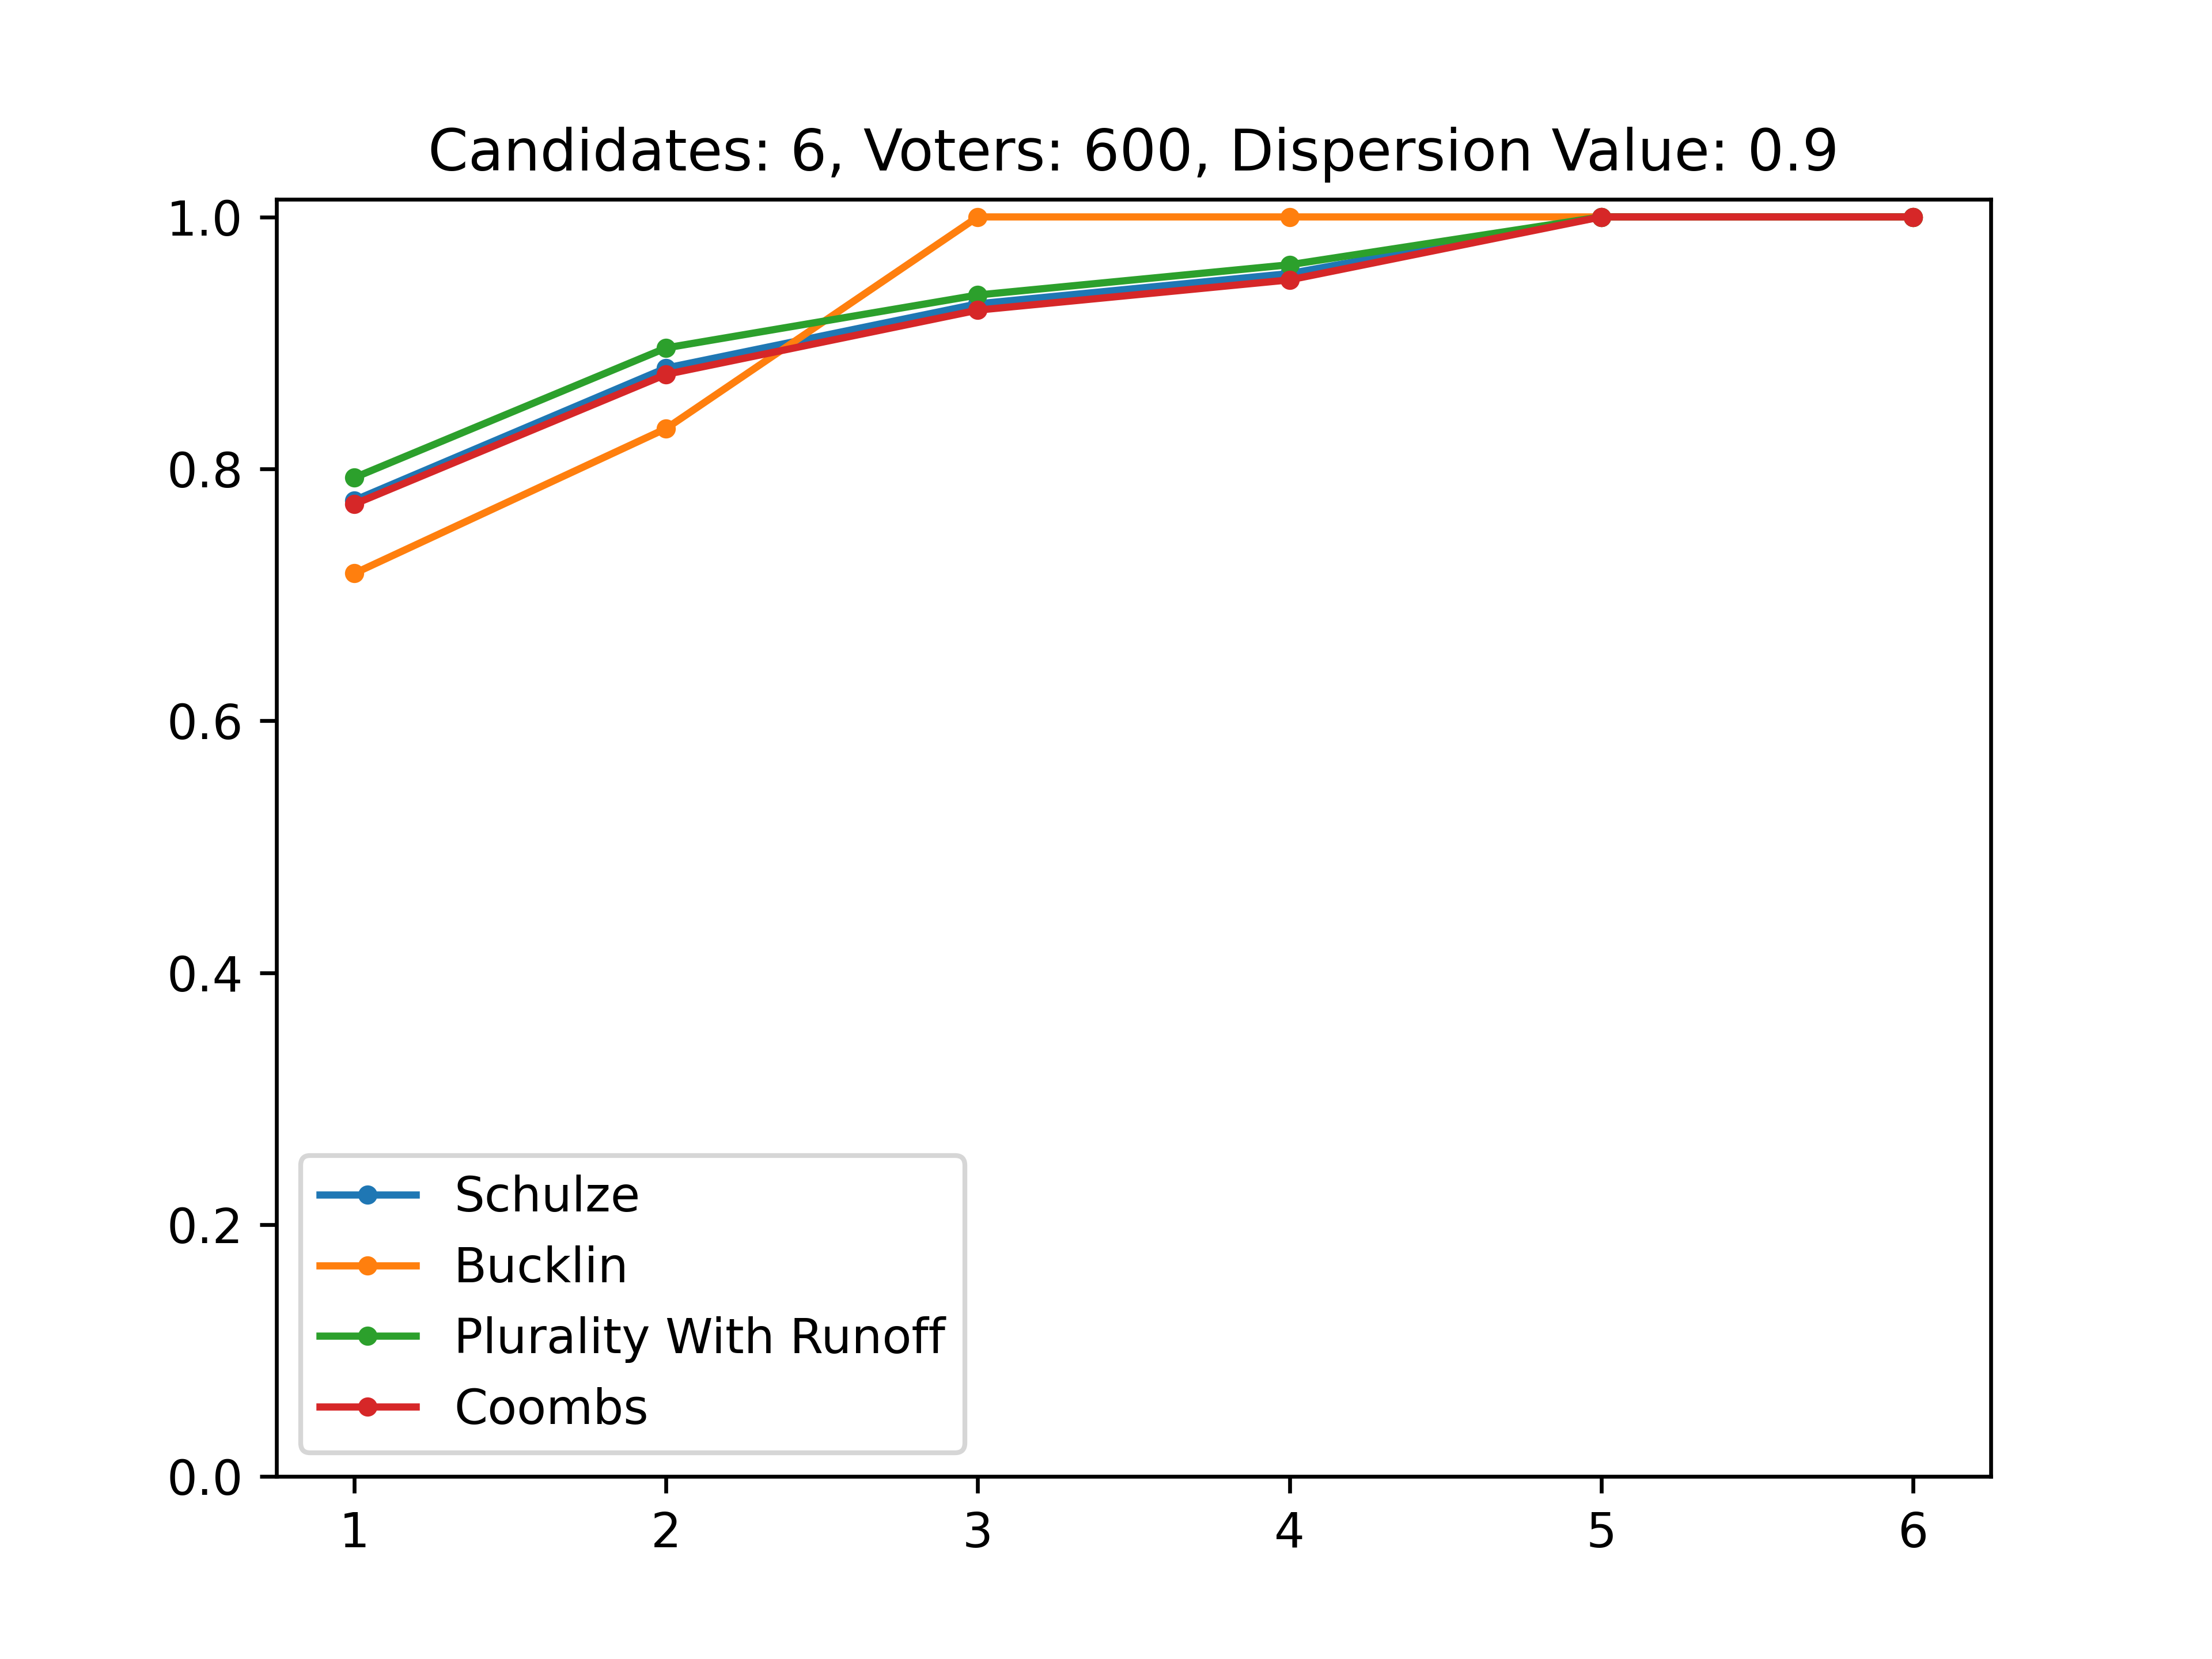 Candidates: 6, Voters: 600, Dispersion Value: 0.9
1.0
0.8
0.6
0.4
0.2
0.0
Schulze
Bucklin
Plurality With Runoff
Coombs
1 2 3 4 5 6